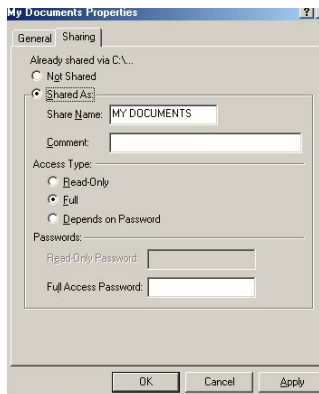 My Documents Properties
General Sharing
Already shared via C:\...
Not Shared
Shared As:
Share Name: MY DOCUMENTS
Comment:
Access Type:
Read-Only
Full
Depends on Password
Passwords:
Read-Only Password:
Full Access Password:
OK Cancel Apply